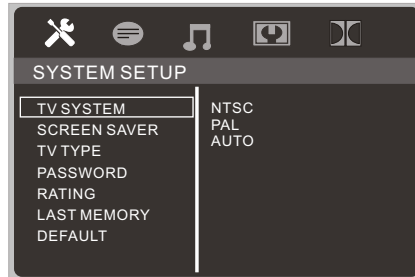 SYSTEM SETUP
TV SYSTEM
SCREEN SAVER
TV TYPE
PASSWORD
RATING
LAST MEMORY
DEFAULT
NTSC
PAL
AUTO